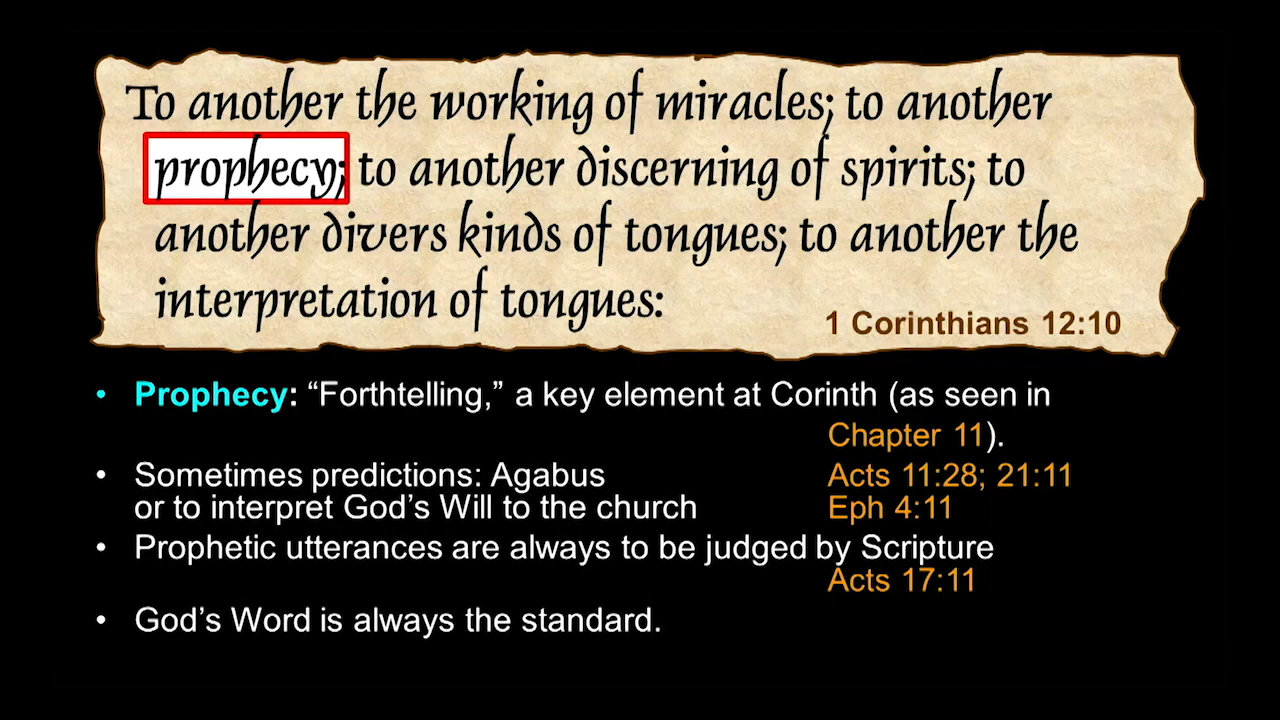 To another the working of miracles; to another
prophecy; to another discerning of spirits; to
another divers kinds of tongues; to another the
interpretation of tongues:
1 Corinthians 12:10
• Prophecy: “Forthtelling,” a key element at Corinth (as seen in
Chapter 11).
• Sometimes predictions: Agabus Acts 11:28; 21:11
or to interpret God’s Will to the church Eph 4:11
• Prophetic utterances are always to be judged by Scripture
Acts 17:11
• God’s Word is always the standard.